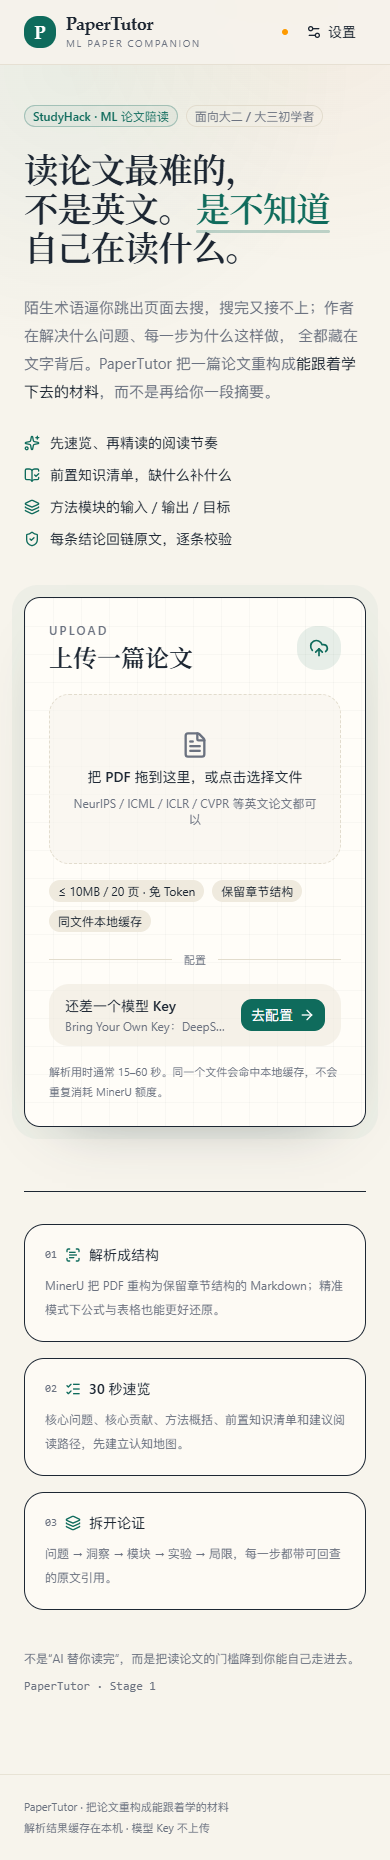 P
PaperTutor
ML PAPER COMPANION
设置
StudyHack · ML 论文陪读
面向大二 / 大三初学者
读论文最难的,
不是英文。 是不知道
自己在读什么。
陌生术语逼你跳出页面去搜，搜完又接不上；作者
在解决什么问题、每一步为什么这样做， 全都藏在
文字背后。PaperTutor 把一篇论文重构成能跟着学
下去的材料，而不是再给你一段摘要。
先速览、再精读的阅读节奏
前置知识清单，缺什么补什么
方法模块的输入 / 输出 / 目标
每条结论回链原文，逐条校验
UPLOAD
上传一篇论文
把 PDF 拖到这里，或点击选择文件
NeurIPS / ICML / ICLR / CVPR 等英文论文都可
以
≤ 10MB / 20 页 · 免 Token
保留章节结构
同文件本地缓存
配置
还差一个模型 Key
Bring Your Own Key：DeepS...
去配置 →
解析用时通常 15–60 秒。同一个文件会命中本地缓存，不会
重复消耗 MinerU 额度。
01 解析成结构
MinerU 把 PDF 重构为保留章节结构的 Markdown；精准
模式下公式与表格也能更好还原。
02 30 秒速览
核心问题、核心贡献、方法概括、前置知识清单和建议阅
读路径，先建立认知地图。
03 拆开论证
问题 → 洞察 → 模块 → 实验 → 局限，每一步都带可回查
的原文引用。
不是“AI 替你读完”，而是把读论文的门槛降到你能自己走进去。
PaperTutor · Stage 1
PaperTutor · 把论文重构成能跟着学的材料
解析结果缓存在本机 · 模型 Key 不上传